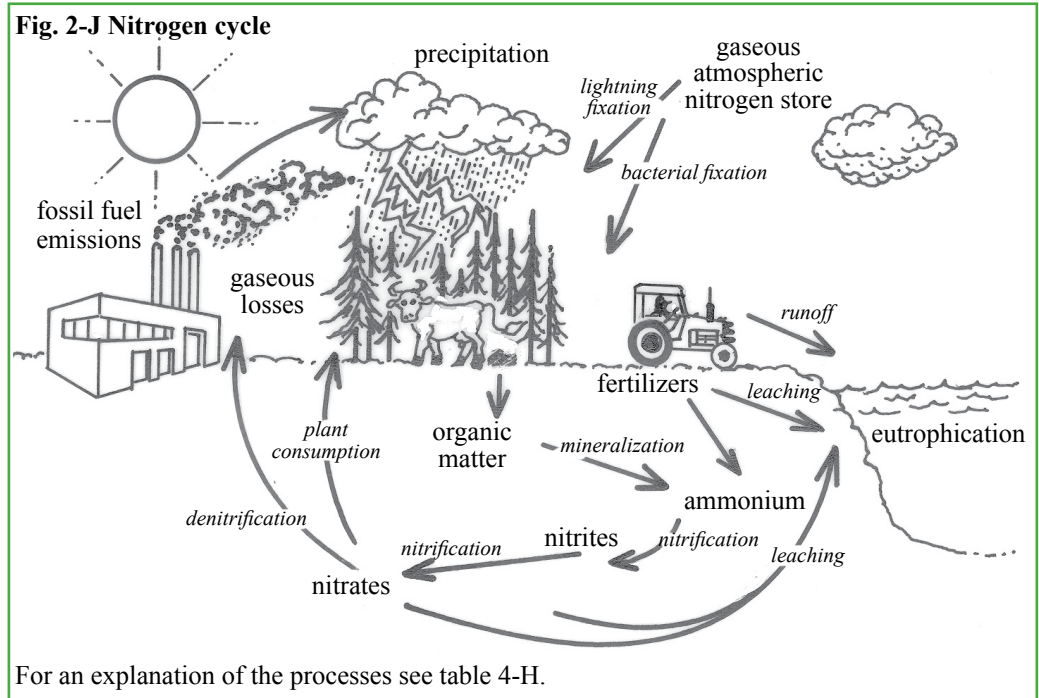 Fig. 2-J Nitrogen cycle
precipitation
gaseous
atmospheric
nitrogen store
lightning
fixation
bacterial fixation
fossil fuel
emissions
gaseous
losses
runoff
fertilizers
leaching
plant
consumption
organic
matter
mineralization
eutrophication
ammonium
denitrification
nitrification
nitrites
nitrification
leaching
nitrates
For an explanation of the processes see table 4-H.